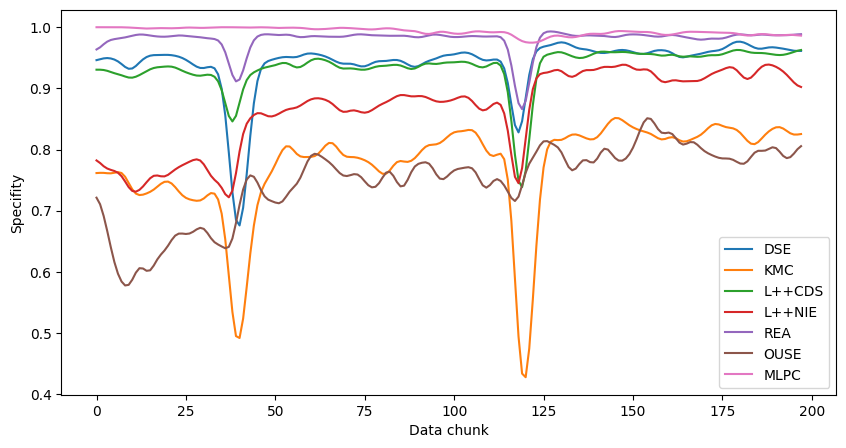 1.0
0.9
0.8
0.7
0.6
0.5
0.4
Specifity
0 25 50 75 100 125 150 175 200
Data chunk
DSE
KMC
L++CDS
L++NIE
REA
OUSE
MLPC